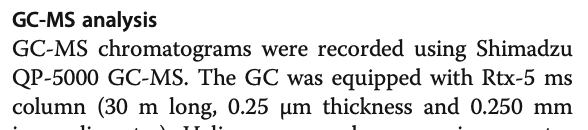 GC-MS analysis
GC-MS chromatograms were recorded using Shimadzu
QP-5000 GC-MS. The GC was equipped with Rtx-5 ms
column (30 m long, 0.25 μm thickness and 0.250 mm